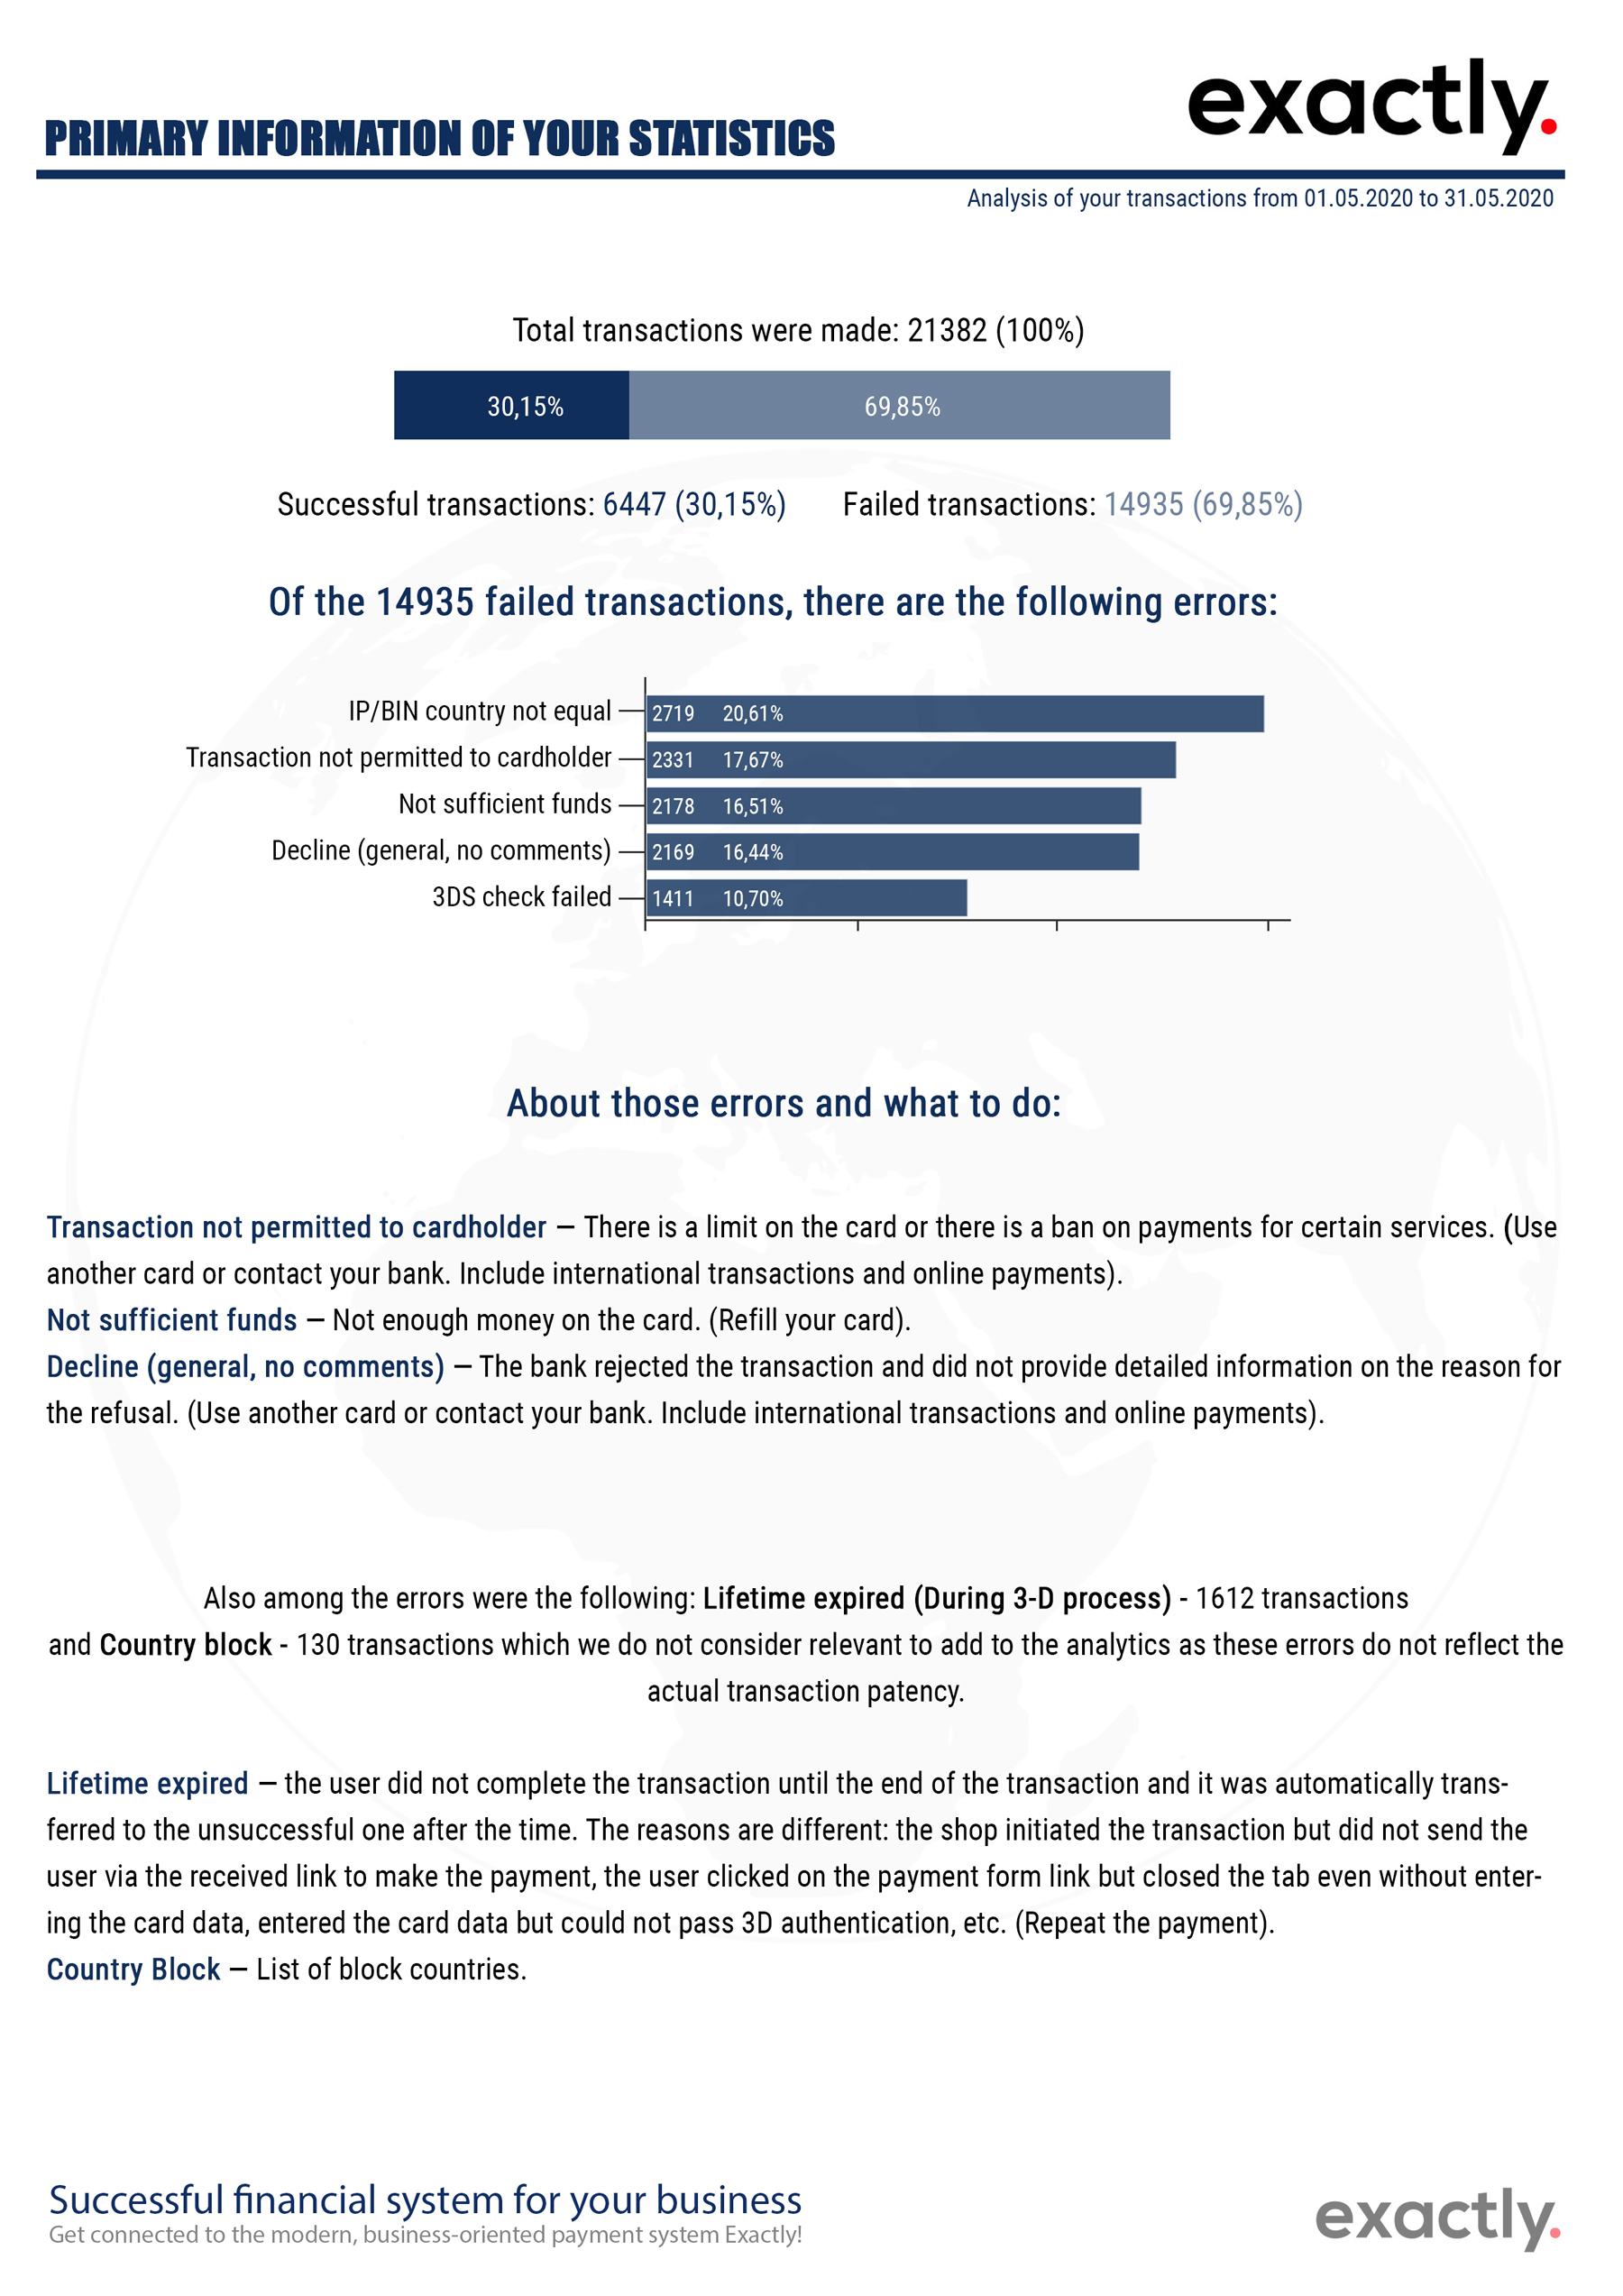 exactly.
PRIMARY INFORMATION OF YOUR STATISTICS
Analysis of your transactions from 01.05.2020 to 31.05.2020
Total transactions were made: 21382 (100%)
30,15% 69,85%
Successful transactions: 6447 (30,15%) Failed transactions: 14935 (69,85%)
Of the 14935 failed transactions, there are the following errors:
IP/BIN country not equal 2719 20,61%
Transaction not permitted to cardholder 2331 17,67%
Not sufficient funds 2178 16,51%
Decline (general, no comments) 2169 16,44%
3DS check failed 1411 10,70%
About those errors and what to do:
Transaction not permitted to cardholder — There is a limit on the card or there is a ban on payments for certain services. (Use
another card or contact your bank. Include international transactions and online payments).
Not sufficient funds — Not enough money on the card. (Refill your card).
Decline (general, no comments) — The bank rejected the transaction and did not provide detailed information on the reason for
the refusal. (Use another card or contact your bank. Include international transactions and online payments).
Also among the errors were the following: Lifetime expired (During 3-D process) - 1612 transactions
and Country block - 130 transactions which we do not consider relevant to add to the analytics as these errors do not reflect the
actual transaction patency.
Lifetime expired — the user did not complete the transaction until the end of the transaction and it was automatically trans-
ferred to the unsuccessful one after the time. The reasons are different: the shop initiated the transaction but did not send the
user via the received link to make the payment, the user clicked on the payment form link but closed the tab even without enter-
ing the card data, entered the card data but could not pass 3D authentication, etc. (Repeat the payment).
Country Block — List of block countries.
Successful financial system for your business
Get connected to the modern, business-oriented payment system Exactly!
exactly.